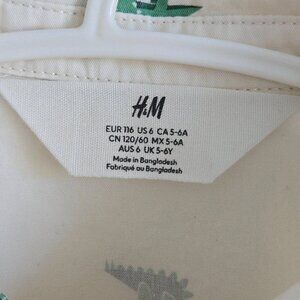 H&M
EUR 116 US 6 CA 5-6A
CN 120/60 MX 5-6A
AUS 6 UK 5-6Y
Made in Bangladesh
Fabriqué au Bangladesh